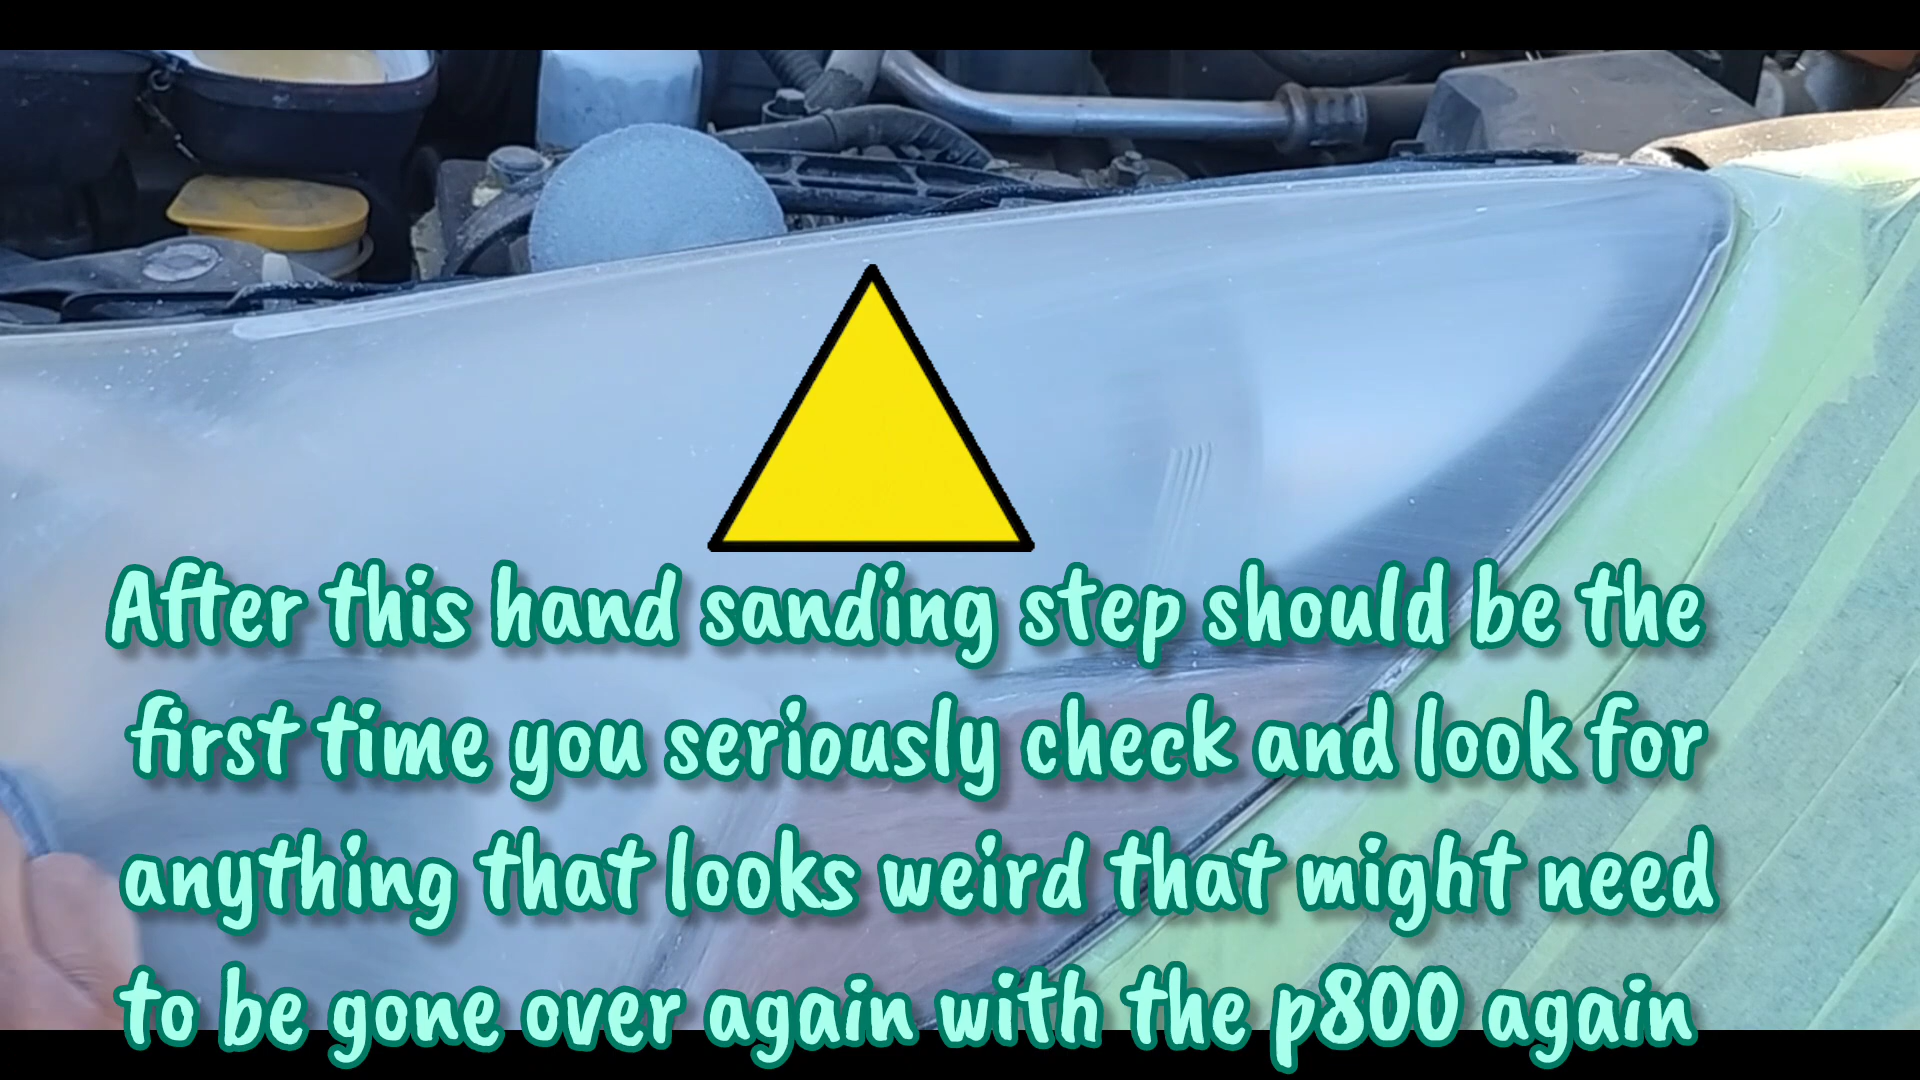 After this hand sanding step should be the
first time you seriously check and look for
anything that looks weird that might need
to be gone over again with the p800 again